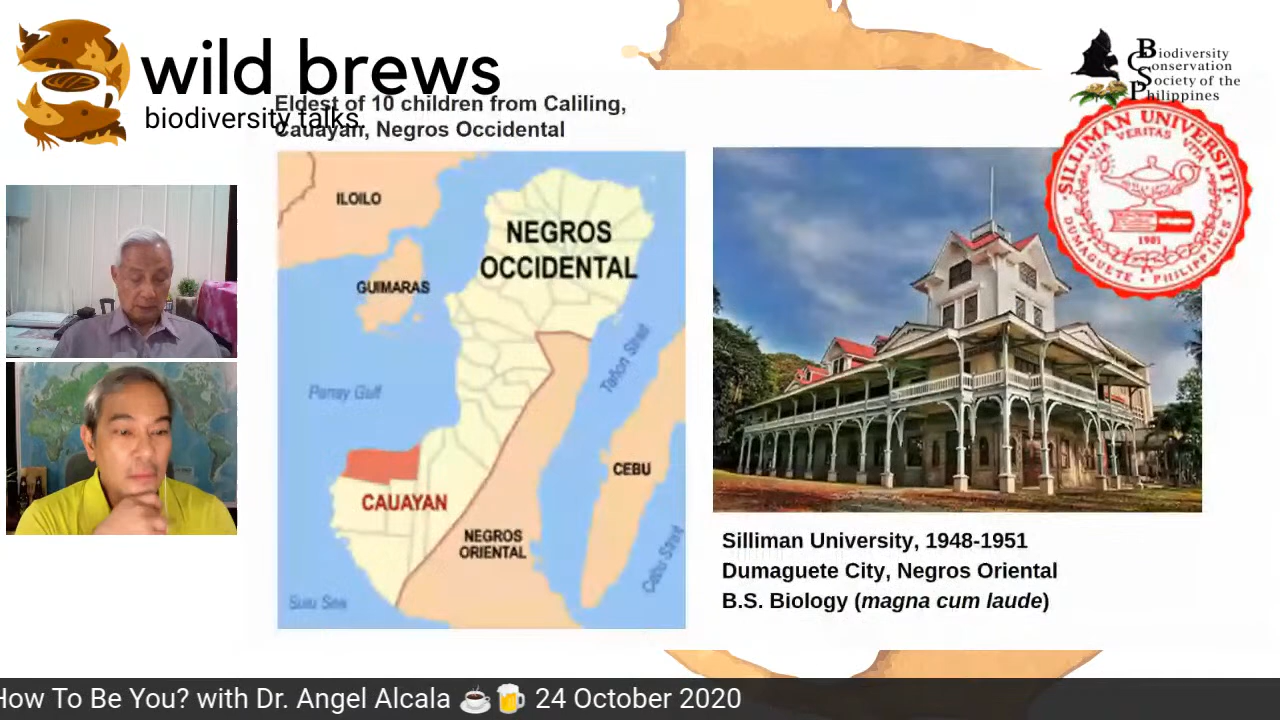 wild brews
biodiversity talks
Biodiversity
Conservation
Society of the
Philippines
Eldest of 10 children from Caliling,
Cauayan, Negros Occidental
ILOILO
NEGROS
OCCIDENTAL
GUIMARAS
Tañon Strait
Panay Gulf
CEBU
CAUAYAN
NEGROS
ORIENTAL
Cebu Strait
Sulu Sea
SILLIMAN UNIVERSITY
VIA VERITAS VITA
1901
DUMAGUETE • PHILIPPINES
Silliman University, 1948-1951
Dumaguete City, Negros Oriental
B.S. Biology (magna cum laude)
How To Be You? with Dr. Angel Alcala ☕🍺 24 October 2020